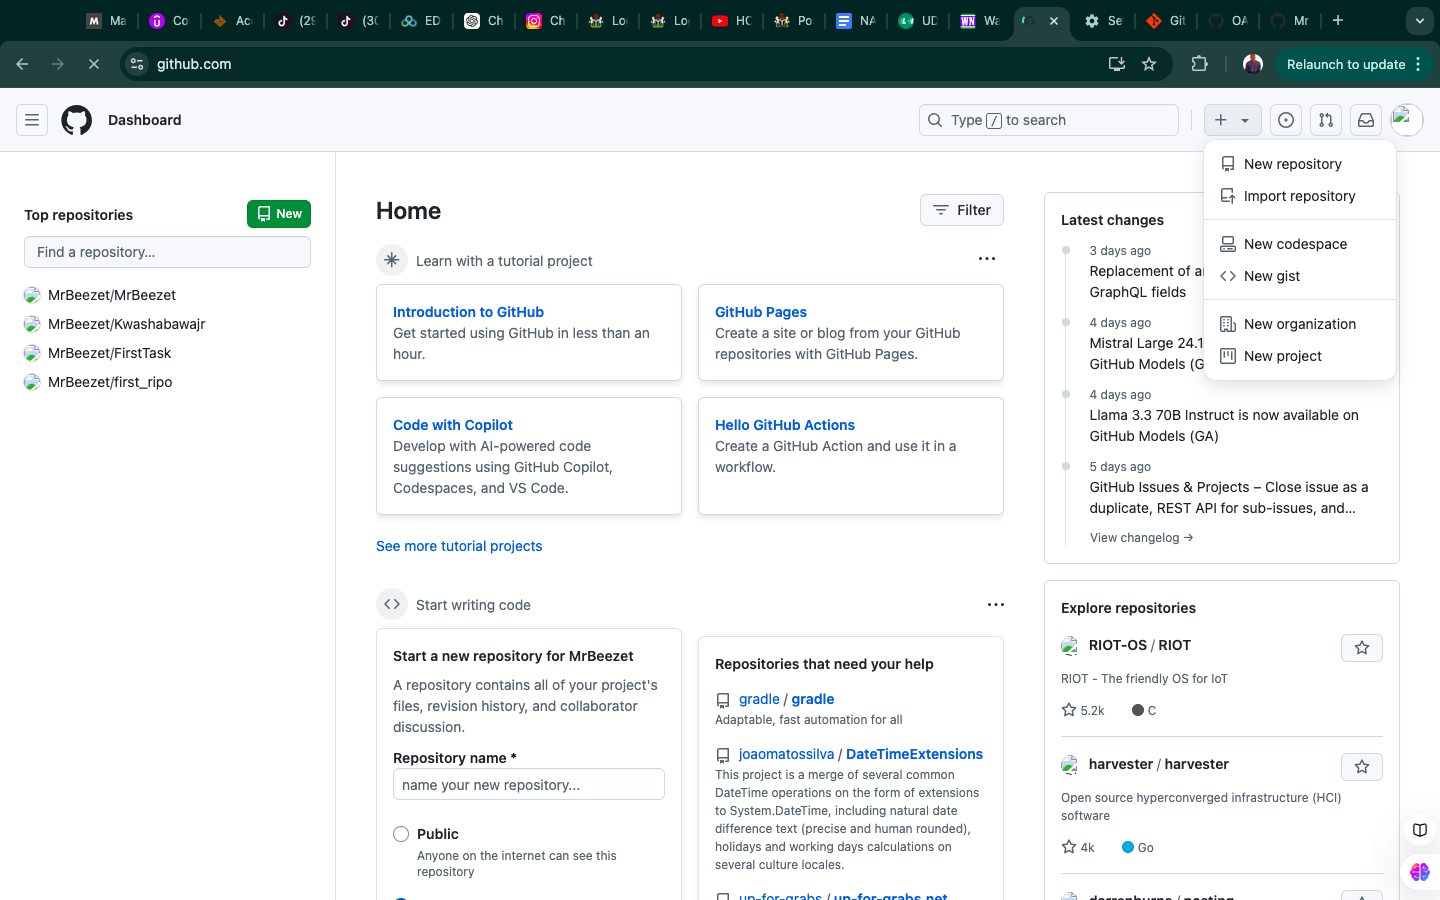 Ma
Co
Ac
(29
(30
ED
Ch
Ch
Lo
Lo
HC
Po
NA
UD
Wa
Se
Git
OA
Mr
github.com
Relaunch to update
Dashboard
Type / to search
New repository
Import repository
New codespace
New gist
New organization
New project
Top repositories
New
Find a repository...
MrBeezet/MrBeezet
MrBeezet/Kwashabawajr
MrBeezet/FirstTask
MrBeezet/first_ripo
Home
Filter
Learn with a tutorial project
Introduction to GitHub
Get started using GitHub in less than an
hour.
GitHub Pages
Create a site or blog from your GitHub
repositories with GitHub Pages.
Code with Copilot
Develop with AI-powered code
suggestions using GitHub Copilot,
Codespaces, and VS Code.
Hello GitHub Actions
Create a GitHub Action and use it in a
workflow.
See more tutorial projects
Start writing code
Start a new repository for MrBeezet
A repository contains all of your project's
files, revision history, and collaborator
discussion.
Repository name *
name your new repository...
Public
Anyone on the internet can see this
repository
Repositories that need your help
gradle / gradle
Adaptable, fast automation for all
joaomatossilva / DateTimeExtensions
This project is a merge of several common
DateTime operations on the form of extensions
to System.DateTime, including natural date
difference text (precise and human rounded),
holidays and working days calculations on
several culture locales.
up-for-grabs / up-for-grabs.net
Latest changes
3 days ago
Replacement of
GraphQL fields
4 days ago
Mistral Large 24.1
GitHub Models (G
4 days ago
Llama 3.3 70B Instruct is now available on
GitHub Models (GA)
5 days ago
GitHub Issues & Projects – Close issue as a
duplicate, REST API for sub-issues, and...
View changelog →
Explore repositories
RIOT-OS / RIOT
RIOT - The friendly OS for IoT
5.2k
C
harvester / harvester
Open source hyperconverged infrastructure (HCI)
software
4k
Go
darrenburns / posting